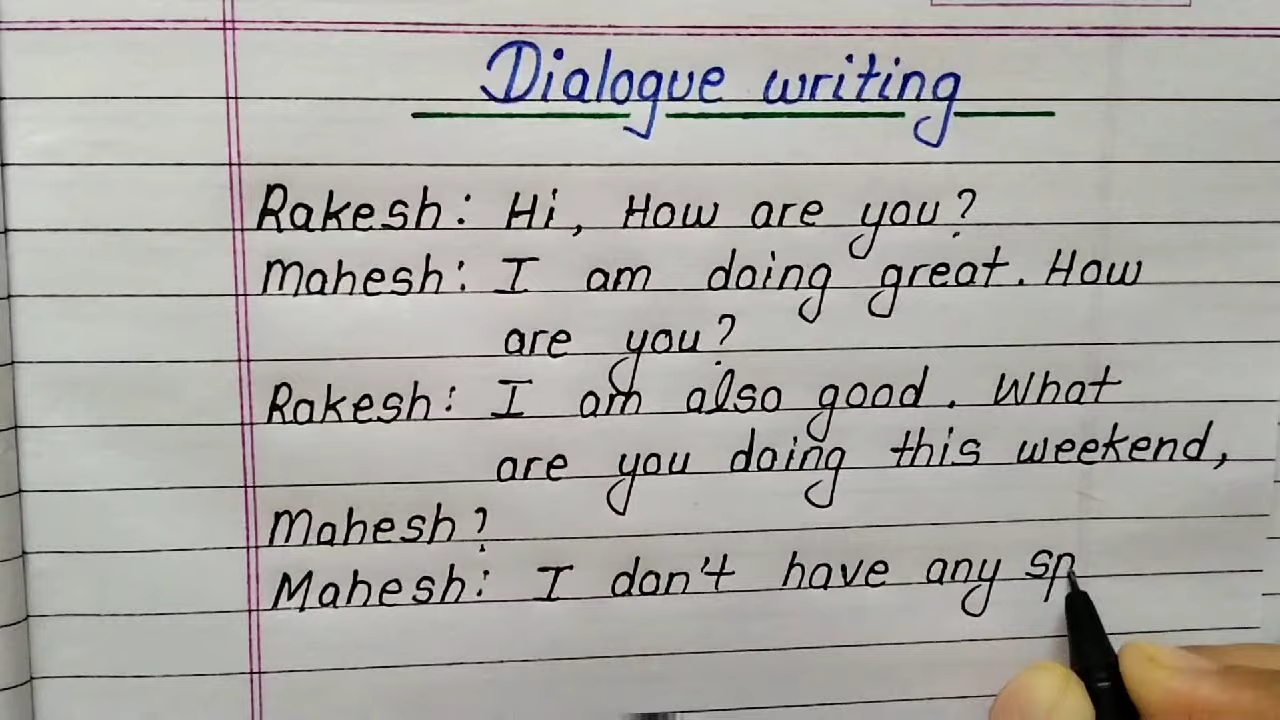 Dialogue writing
Rakesh: Hi, How are you?
Mahesh: I am doing great. How
are you?
Rakesh: I am also good. What
are you doing this weekend,
Mahesh?
Mahesh: I don't have any sp